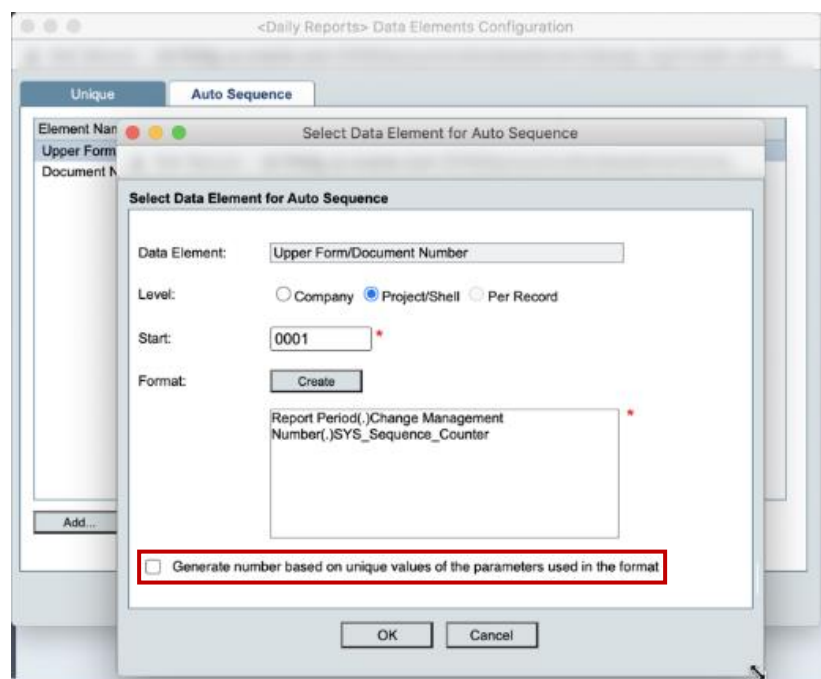 <Daily Reports> Data Elements Configuration
Unique Auto Sequence
Element Nan
Upper Form
Document N
Select Data Element for Auto Sequence
Select Data Element for Auto Sequence
Data Element: Upper Form/Document Number
Level: Company Project/Shell Per Record
Start: 0001 *
Format: Create
Report Period(.)Change Management *
Number(.)SYS_Sequence_Counter
Add...
Generate number based on unique values of the parameters used in the format
OK Cancel